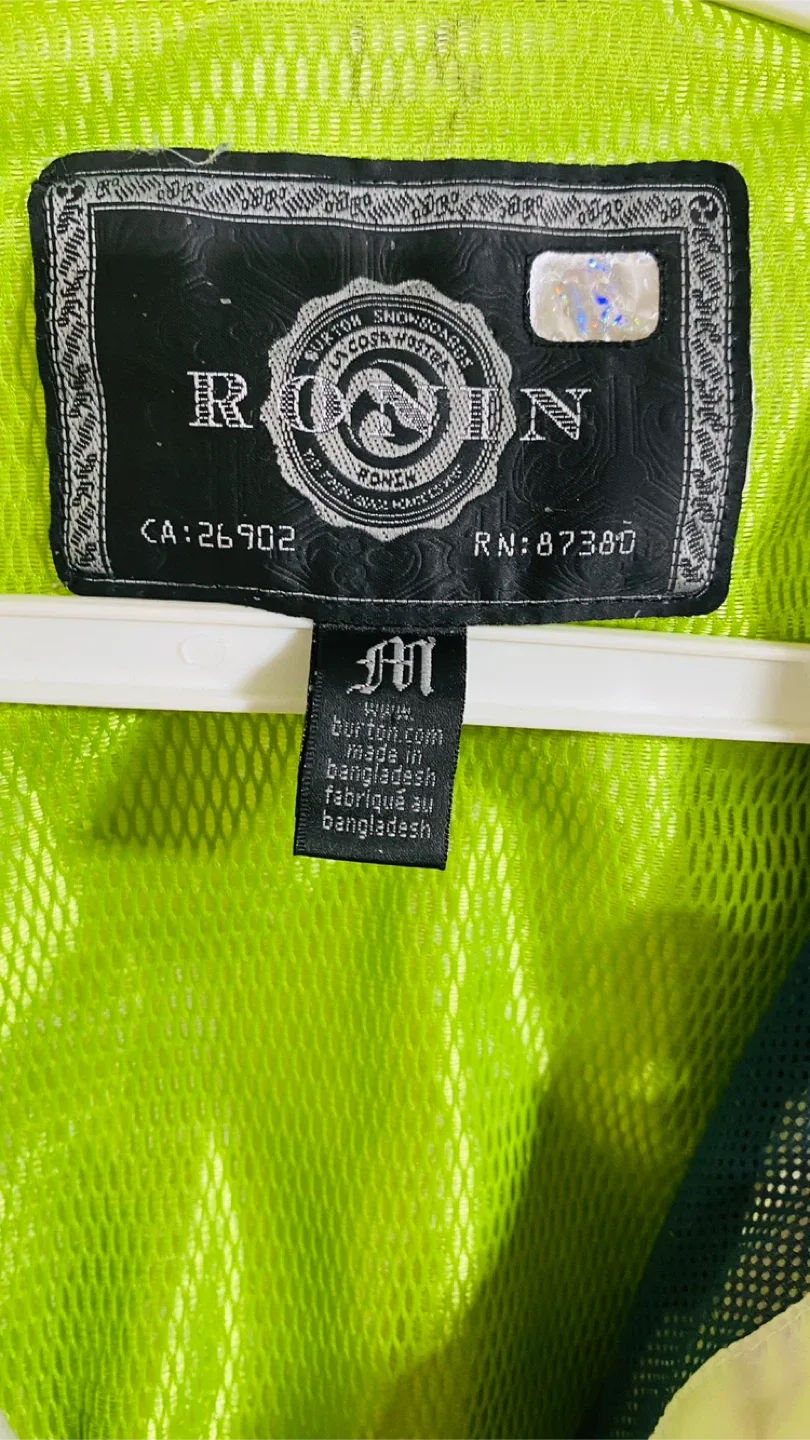 BURTON SNOWBOARDS
LA COSA NOSTRA
RONIN
RONIN
CA:26902
RN:87380
M
www.
burton.com
made in
bangladesh
fabriqué au
bangladesh